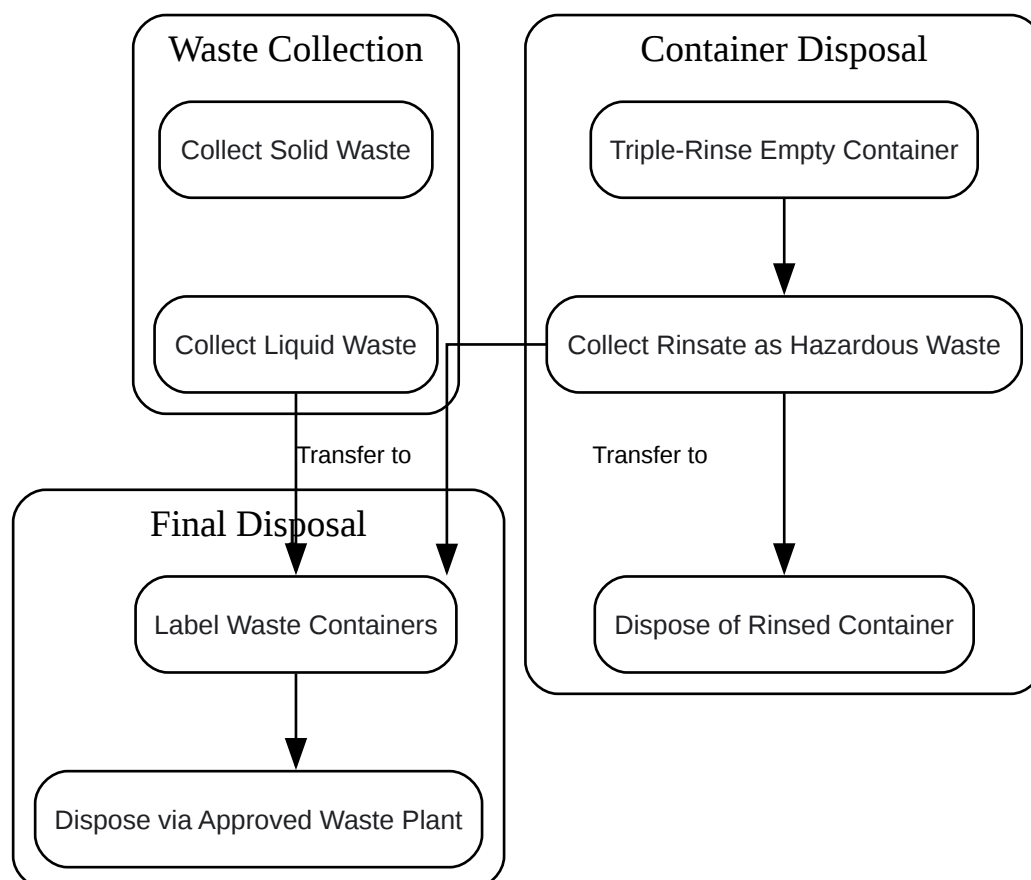 Waste Collection
Collect Solid Waste
Collect Liquid Waste
Container Disposal
Triple-Rinse Empty Container
Collect Rinsate as Hazardous Waste
Transfer to
Transfer to
Dispose of Rinsed Container
Final Disposal
Label Waste Containers
Dispose via Approved Waste Plant